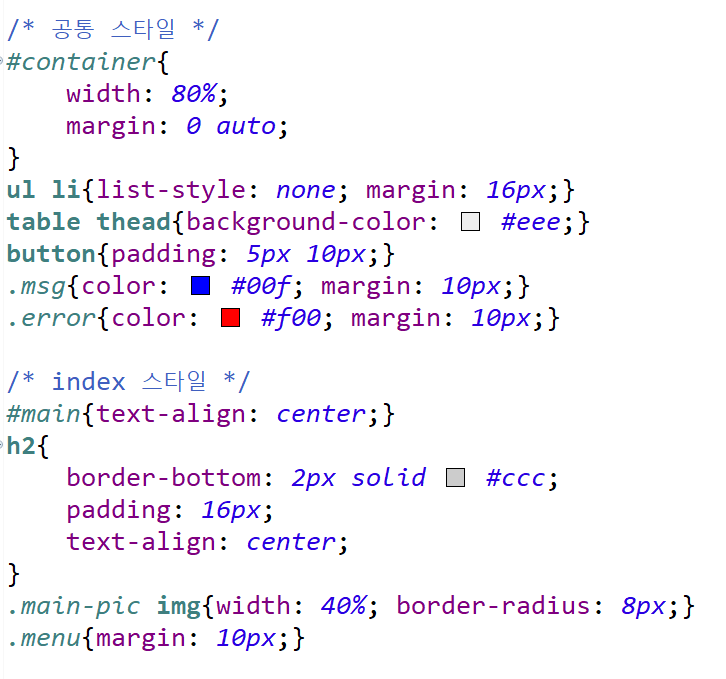 /* 공통 스타일 */
#container{
    width: 80%;
    margin: 0 auto;
}
ul li{list-style: none; margin: 16px;}
table thead{background-color: #eee;}
button{padding: 5px 10px;}
.msg{color: #00f; margin: 10px;}
.error{color: #f00; margin: 10px;}

/* index 스타일 */
#main{text-align: center;}
h2{
    border-bottom: 2px solid #ccc;
    padding: 16px;
    text-align: center;
}
.main-pic img{width: 40%; border-radius: 8px;}
.menu{margin: 10px;}